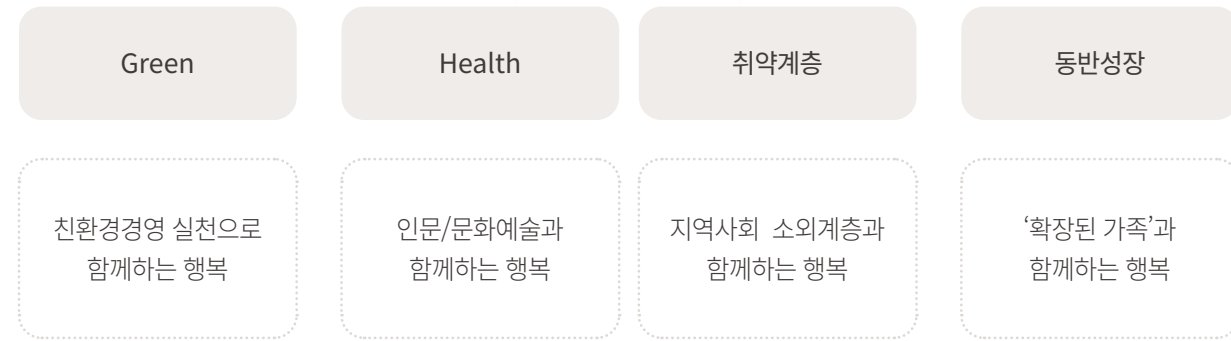 Green
Health
취약계층
동반성장
친환경경영 실천으로
함께하는 행복
인문/문화예술과
함께하는 행복
지역사회 소외계층과
함께하는 행복
‘확장된 가족’과
함께하는 행복